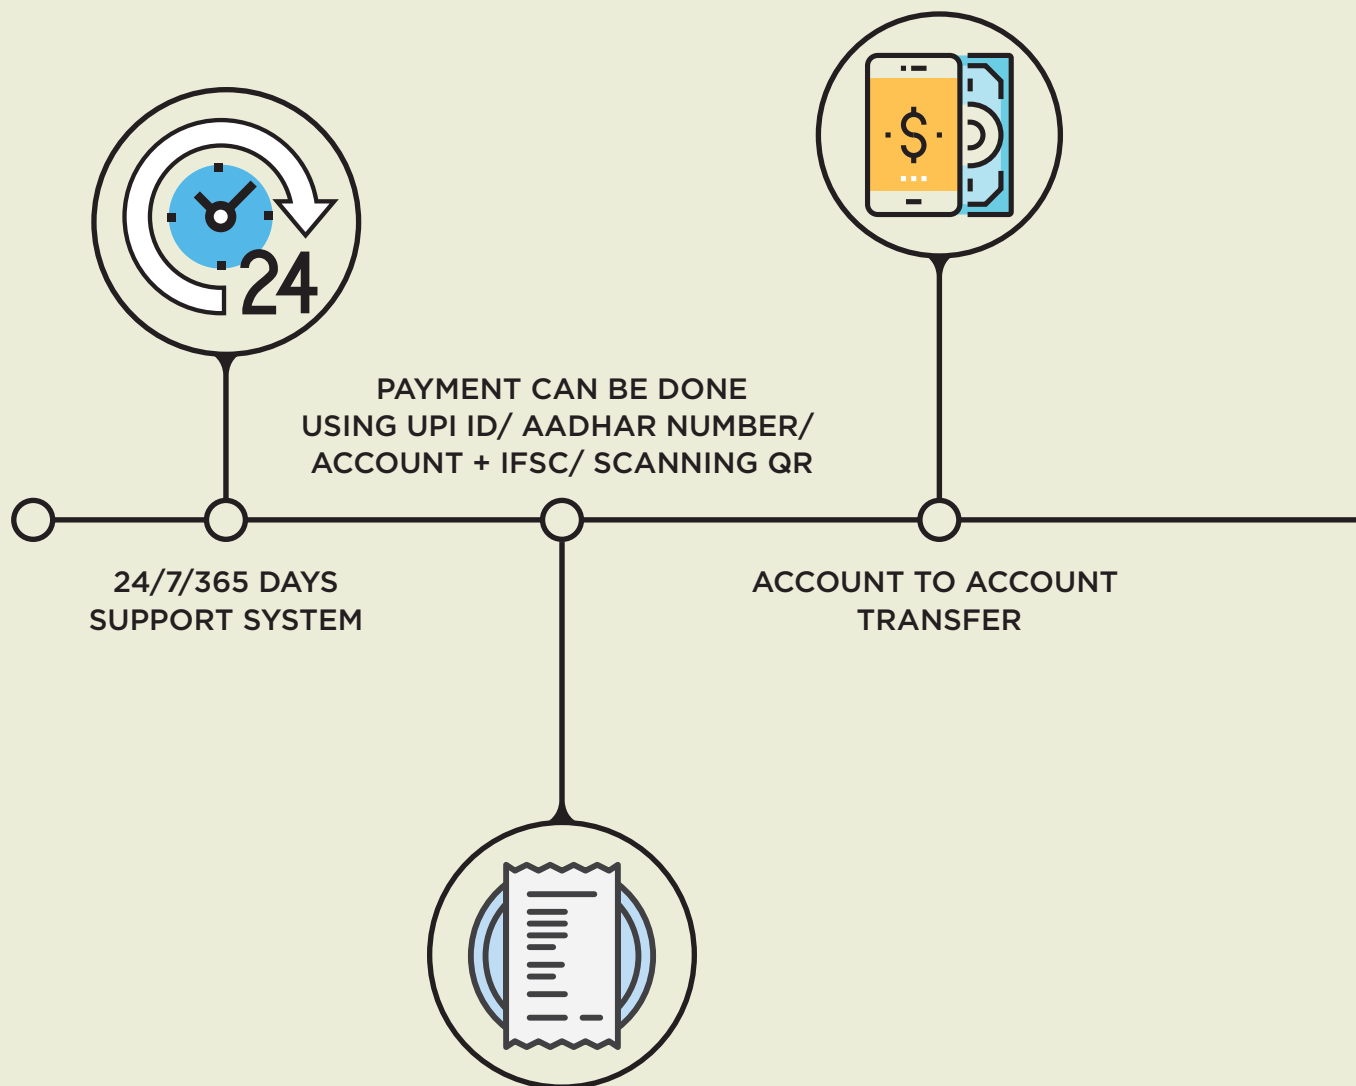 24
PAYMENT CAN BE DONE
USING UPI ID/ AADHAR NUMBER/
ACCOUNT + IFSC/ SCANNING QR
24/7/365 DAYS
SUPPORT SYSTEM
ACCOUNT TO ACCOUNT
TRANSFER